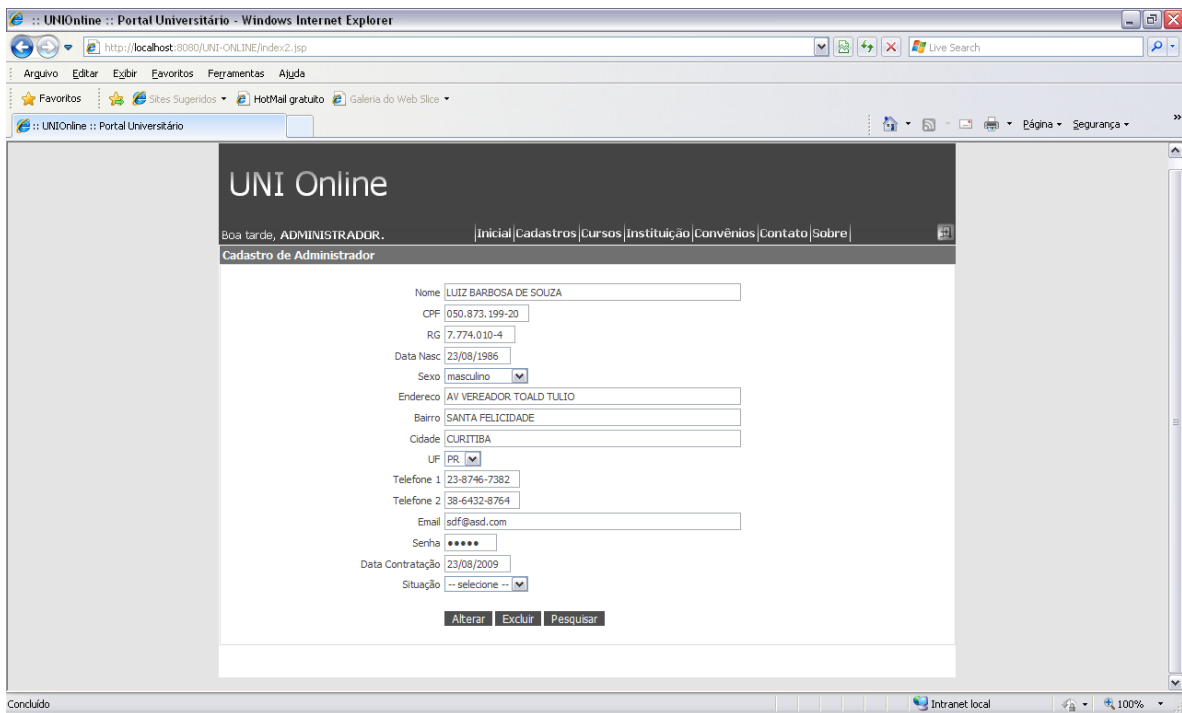 :: UNIOnline :: Portal Universitário - Windows Internet Explorer
http://localhost:8080/UNI-ONLINE/index2.jsp Live Search
Arquivo Editar Exibir Favoritos Ferramentas Ajuda
Favoritos Sites Sugeridos HotMail gratuito Galeria do Web Slice
:: UNIOnline :: Portal Universitário Página Segurança »
UNI Online
Boa tarde, ADMINISTRADOR. |Inicial|Cadastros|Cursos|Instituição|Convênios|Contato|Sobre|
Cadastro de Administrador
Nome LUIZ BARBOSA DE SOUZA
CPF 050.873.199-20
RG 7.774.010-4
Data Nasc 23/08/1986
Sexo masculino
Endereco AV VEREADOR TOALD TULIO
Bairro SANTA FELICIDADE
Cidade CURITIBA
UF PR
Telefone 1 23-8746-7382
Telefone 2 38-6432-8764
Email sdf@asd.com
Senha •••••
Data Contratação 23/08/2009
Situação -- selecione --
Alterar Excluir Pesquisar
Concluído Intranet local 100%